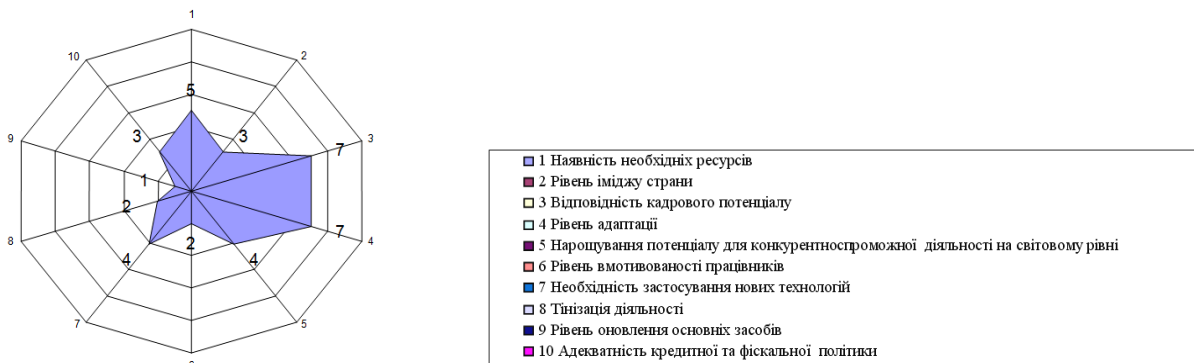 1
10
2
5
3
3
9
7
3
1
2
7
8
2
4
4
4
7
5
1 Наявність необхідніх ресурсів
2 Рівень іміджу страни
3 Відповідність кадрового потенціалу
4 Рівень адаптації
5 Нарощування потенціалу для конкурентноспроможної діяльності на світовому рівні
6 Рівень вмотивованості працівників
7 Необхідність застосування нових технологій
8 Тінізація діяльності
9 Рівень оновлення основніх засобів
10 Адекватність кредитної та фіскальної політики